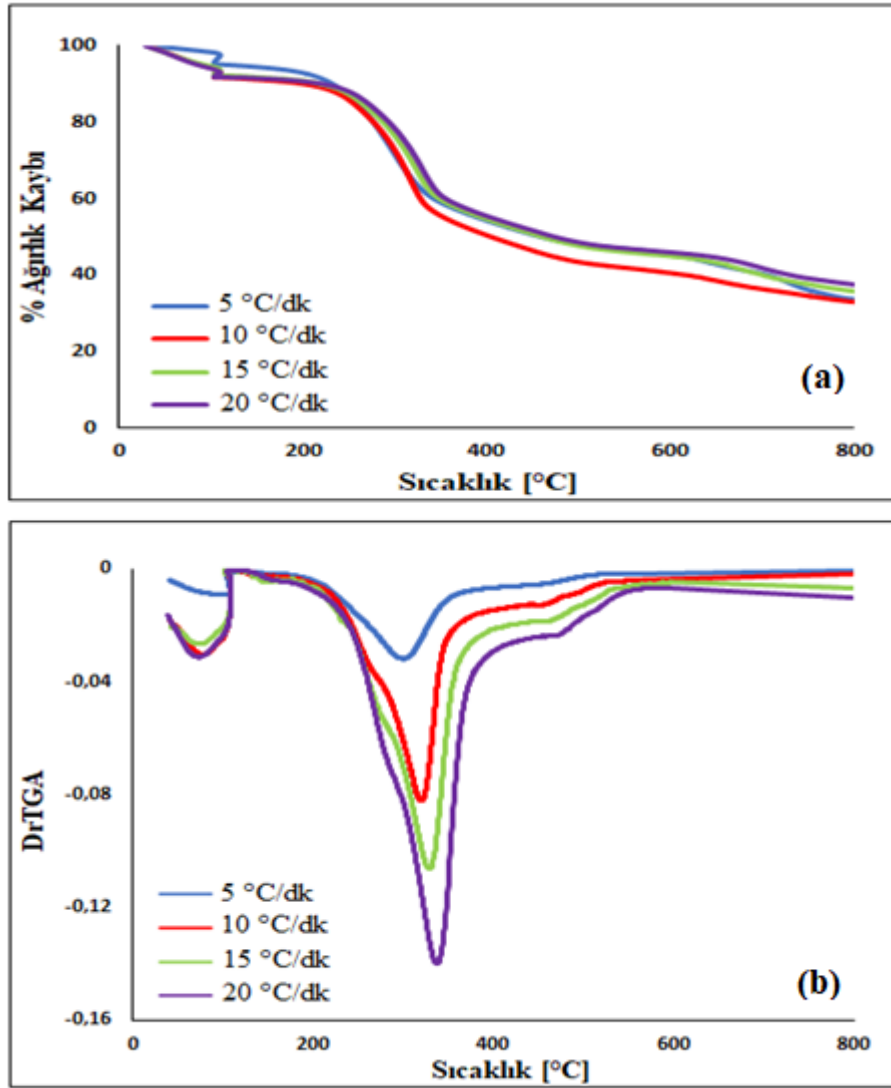 100
80
60
40
20
0
% Ağırlık Kaybı
5 °C/dk
10 °C/dk
15 °C/dk
20 °C/dk
(a)
0
200
400
600
800
Sıcaklık [°C]
0
-0,04
-0,08
-0,12
-0,16
DrTGA
5 °C/dk
10 °C/dk
15 °C/dk
20 °C/dk
(b)
0
200
400
600
800
Sıcaklık [°C]